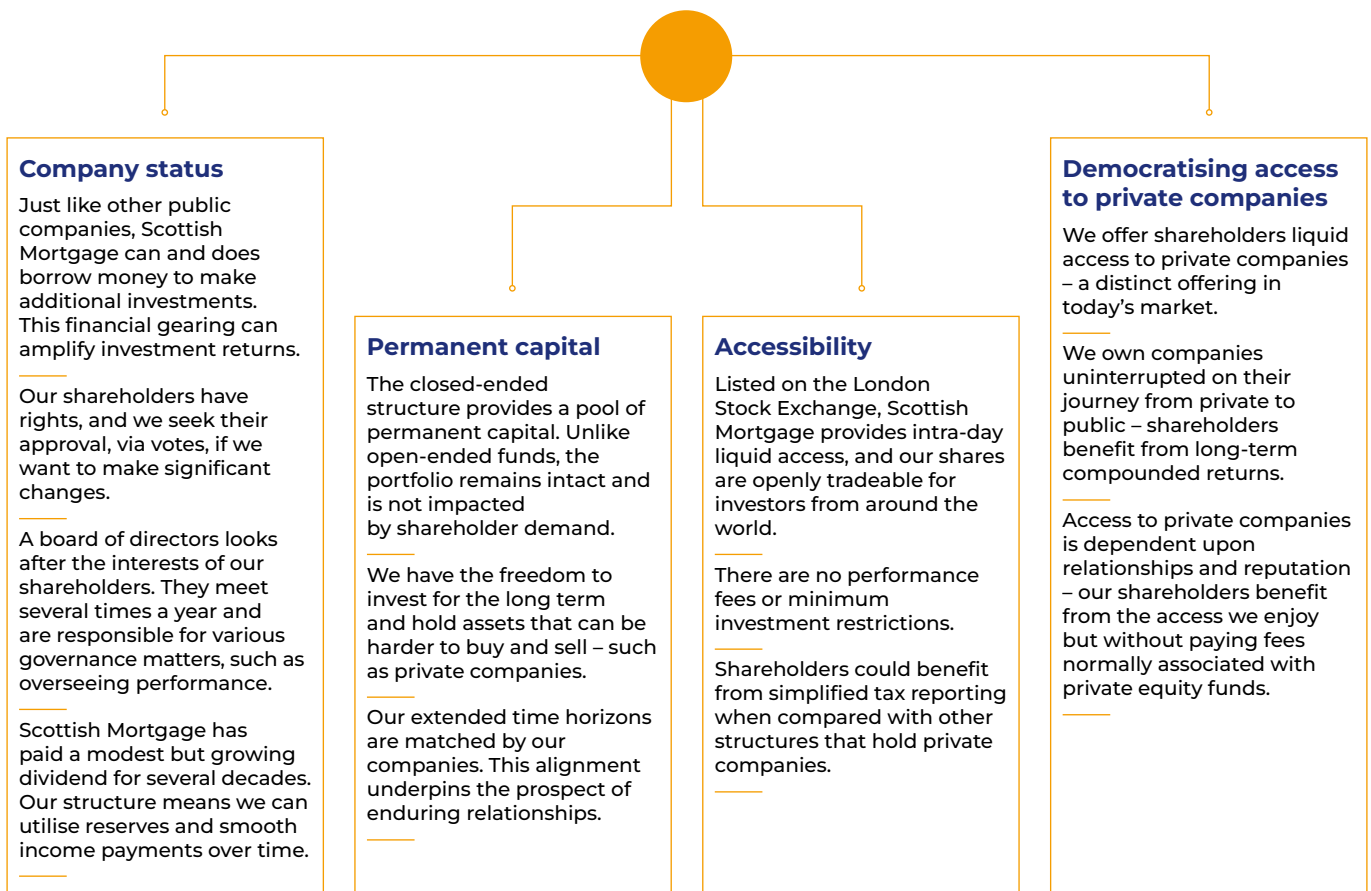 Company status
Just like other public
companies, Scottish
Mortgage can and does
borrow money to make
additional investments.
This financial gearing can
amplify investment returns.
Our shareholders have
rights, and we seek their
approval, via votes, if we
want to make significant
changes.
A board of directors looks
after the interests of our
shareholders. They meet
several times a year and
are responsible for various
governance matters, such as
overseeing performance.
Scottish Mortgage has
paid a modest but growing
dividend for several decades.
Our structure means we can
utilise reserves and smooth
income payments over time.
Permanent capital
The closed-ended
structure provides a pool of
permanent capital. Unlike
open-ended funds, the
portfolio remains intact and
is not impacted
by shareholder demand.
We have the freedom to
invest for the long term
and hold assets that can be
harder to buy and sell – such
as private companies.
Our extended time horizons
are matched by our
companies. This alignment
underpins the prospect of
enduring relationships.
Accessibility
Listed on the London
Stock Exchange, Scottish
Mortgage provides intra-day
liquid access, and our shares
are openly tradeable for
investors from around the
world.
There are no performance
fees or minimum
investment restrictions.
Shareholders could benefit
from simplified tax reporting
when compared with other
structures that hold private
companies.
Democratising access
to private companies
We offer shareholders liquid
access to private companies
– a distinct offering in
today’s market.
We own companies
uninterrupted on their
journey from private to
public – shareholders
benefit from long-term
compounded returns.
Access to private companies
is dependent upon
relationships and reputation
– our shareholders benefit
from the access we enjoy
but without paying fees
normally associated with
private equity funds.